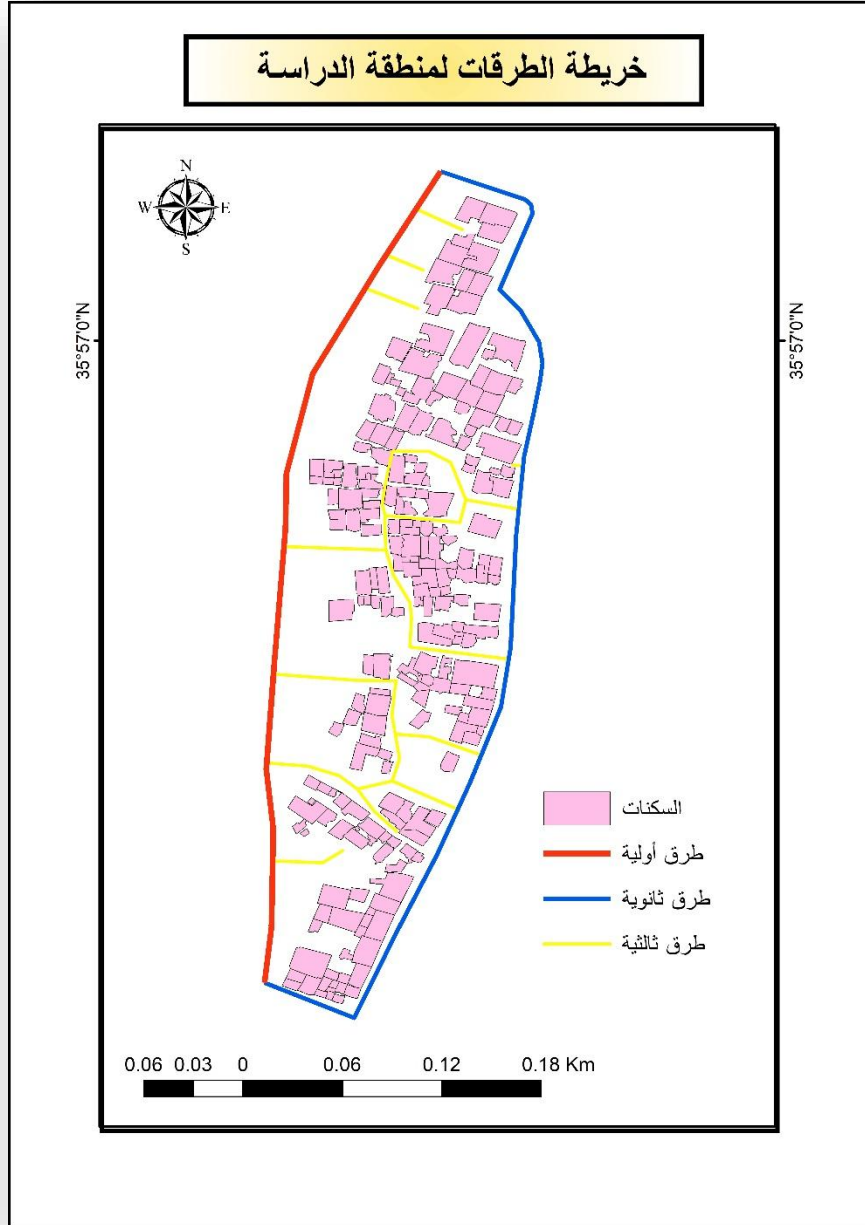 خريطة الطرقات لمنطقة الدراسة
N
W E
S
35°57'0"N
35°57'0"N
السكنات
طرق أولية
طرق ثانوية
طرق ثالثية
0.06 0.03 0 0.06 0.12 0.18 Km